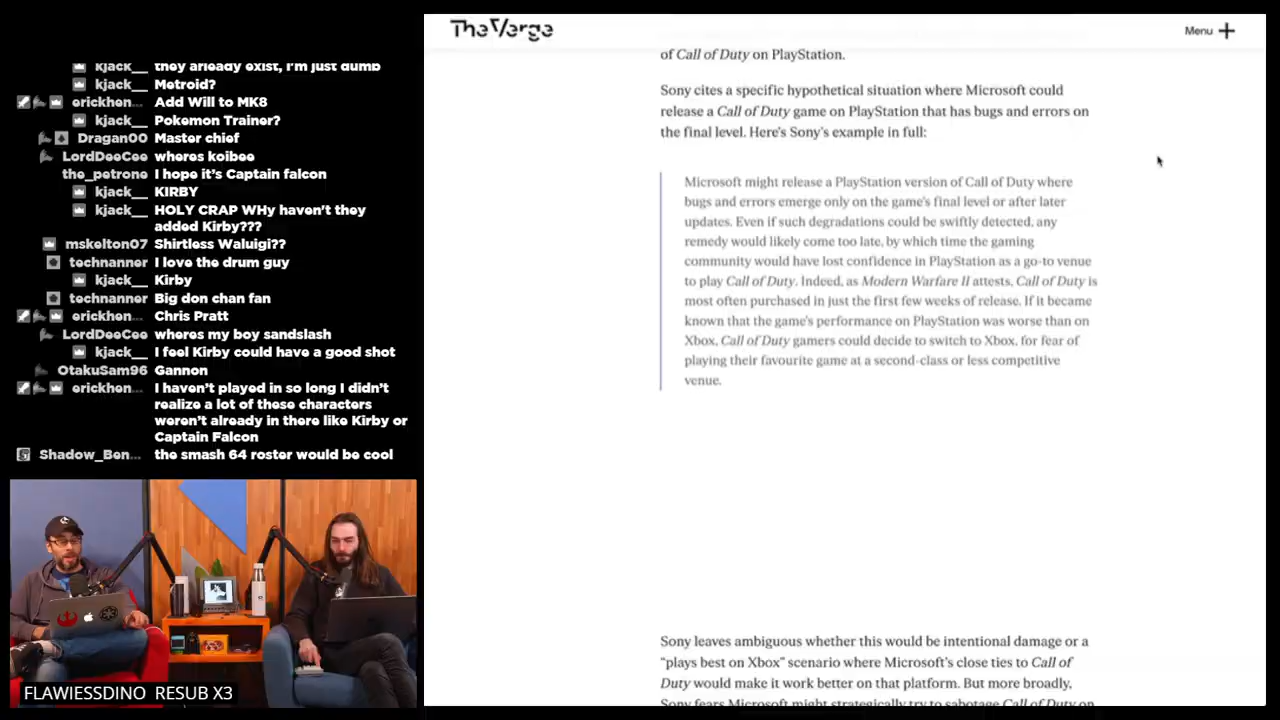 kjack__ they already exist, I'm just dumb
kjack__ Metroid?
erickhen... Add Will to MK8
kjack__ Pokemon Trainer?
Dragan00 Master chief
LordDeeCee wheres koibee
the_petrone I hope it's Captain falcon
kjack__ KIRBY
kjack__ HOLY CRAP WHy haven't they
added Kirby???
mskelton07 Shirtless Waluigi??
technanner I love the drum guy
kjack__ Kirby
technanner Big don chan fan
erickhen... Chris Pratt
LordDeeCee wheres my boy sandslash
kjack__ I feel Kirby could have a good shot
OtakuSam96 Gannon
erickhen... I haven't played in so long I didn't
realize a lot of these characters
weren't already in there like Kirby or
Captain Falcon
Shadow_Ben... the smash 64 roster would be cool
FLAWIESSDINO RESUB X3
The Verge
Menu
of Call of Duty on PlayStation.
Sony cites a specific hypothetical situation where Microsoft could
release a Call of Duty game on PlayStation that has bugs and errors on
the final level. Here's Sony's example in full:
Microsoft might release a PlayStation version of Call of Duty where
bugs and errors emerge only on the game's final level or after later
updates. Even if such degradations could be swiftly detected, any
remedy would likely come too late, by which time the gaming
community would have lost confidence in PlayStation as a go-to venue
to play Call of Duty. Indeed, as Modern Warfare II attests, Call of Duty is
most often purchased in just the first few weeks of release. If it became
known that the game's performance on PlayStation was worse than on
Xbox, Call of Duty gamers could decide to switch to Xbox, for fear of
playing their favourite game at a second-class or less competitive
venue.
Sony leaves ambiguous whether this would be intentional damage or a
"plays best on Xbox" scenario where Microsoft's close ties to Call of
Duty would make it work better on that platform. But more broadly,
Sony fears Microsoft might strategically try to sabotage Call of Duty on